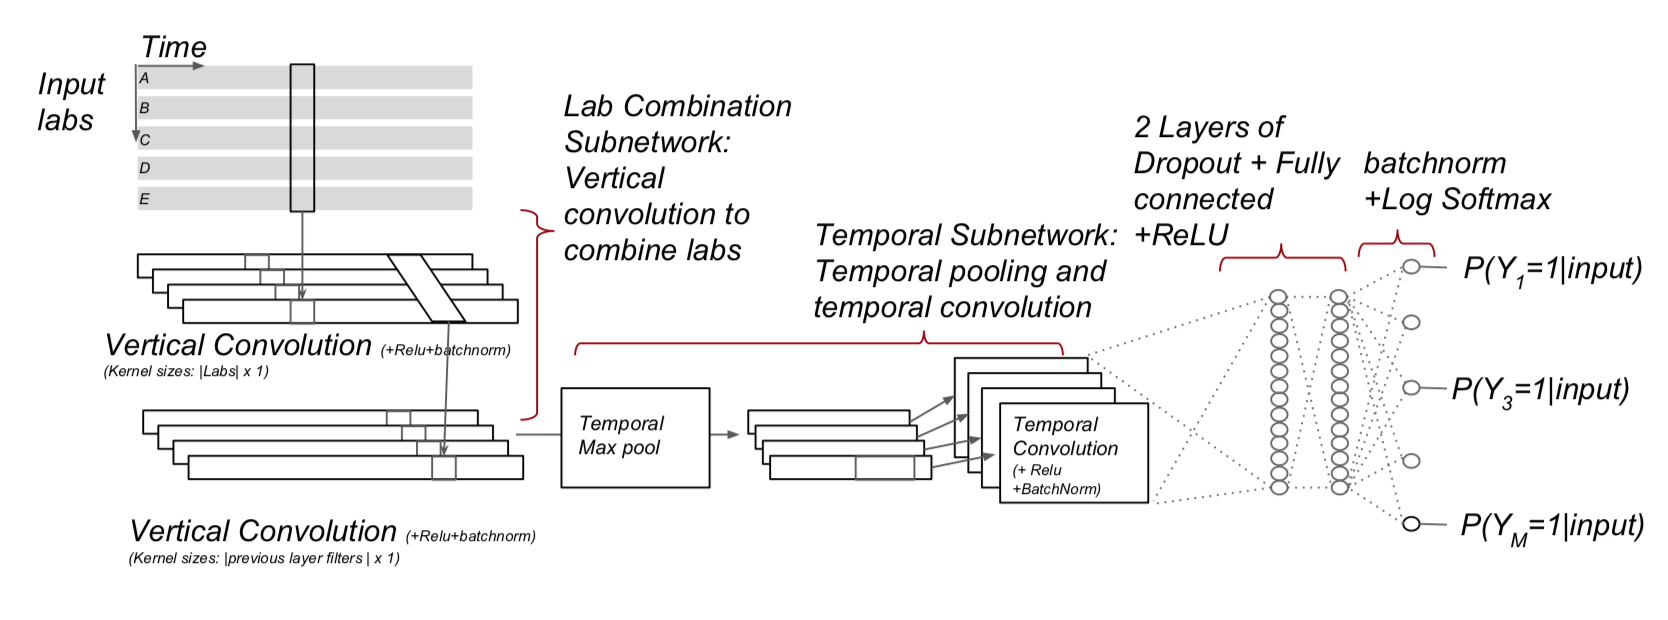 Time
Input
labs
A
B
C
D
E
Lab Combination
Subnetwork:
Vertical
convolution to
combine labs
Vertical Convolution (+Relu+batchnorm)
(Kernel sizes: |Labs| x 1)
Vertical Convolution (+Relu+batchnorm)
(Kernel sizes: |previous layer filters | x 1)
Temporal Subnetwork:
Temporal pooling and
temporal convolution
Temporal
Max pool
Temporal
Convolution
(+ Relu
+BatchNorm)
2 Layers of
Dropout + Fully
connected
+ReLU
batchnorm
+Log Softmax
P(Y1=1|input)
P(Y3=1|input)
P(YM=1|input)